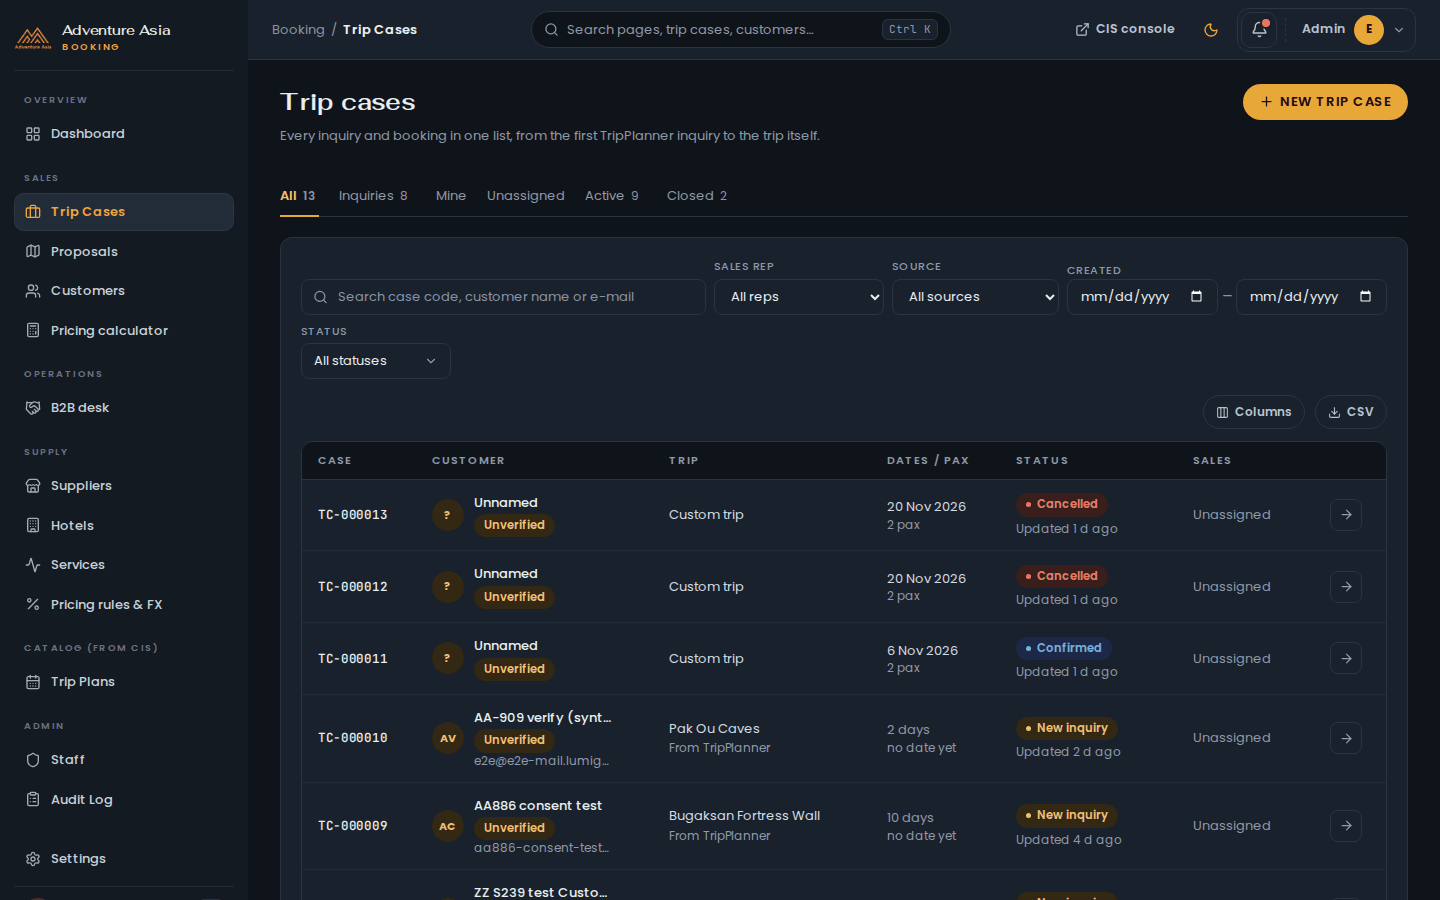 Adventure Asia
BOOKING
Adventure Asia
OVERVIEW
Dashboard
SALES
Trip Cases
Proposals
Customers
Pricing calculator
OPERATIONS
B2B desk
SUPPLY
Suppliers
Hotels
Services
Pricing rules & FX
CATALOG (FROM CIS)
Trip Plans
ADMIN
Staff
Audit Log
Settings
Booking / Trip Cases
Search pages, trip cases, customers…
Ctrl K
CIS console
Admin
E
Trip cases
Every inquiry and booking in one list, from the first TripPlanner inquiry to the trip itself.
NEW TRIP CASE
All 13
Inquiries 8
Mine
Unassigned
Active 9
Closed 2
Search case code, customer name or e-mail
SALES REP
All reps
SOURCE
All sources
CREATED
mm/dd/yyyy – mm/dd/yyyy
STATUS
All statuses
Columns
CSV
CASE CUSTOMER TRIP DATES / PAX STATUS SALES
TC-000013
?
Unnamed
Unverified
Custom trip
20 Nov 2026
2 pax
Cancelled
Updated 1 d ago
Unassigned
TC-000012
?
Unnamed
Unverified
Custom trip
20 Nov 2026
2 pax
Cancelled
Updated 1 d ago
Unassigned
TC-000011
?
Unnamed
Unverified
Custom trip
6 Nov 2026
2 pax
Confirmed
Updated 1 d ago
Unassigned
TC-000010
AV
AA-909 verify (synt…
Unverified
e2e@e2e-mail.lumig…
Pak Ou Caves
From TripPlanner
2 days
no date yet
New inquiry
Updated 2 d ago
Unassigned
TC-000009
AC
AA886 consent test
Unverified
aa886-consent-test…
Bugaksan Fortress Wall
From TripPlanner
10 days
no date yet
New inquiry
Updated 4 d ago
Unassigned
ZZ S239 test Custo…